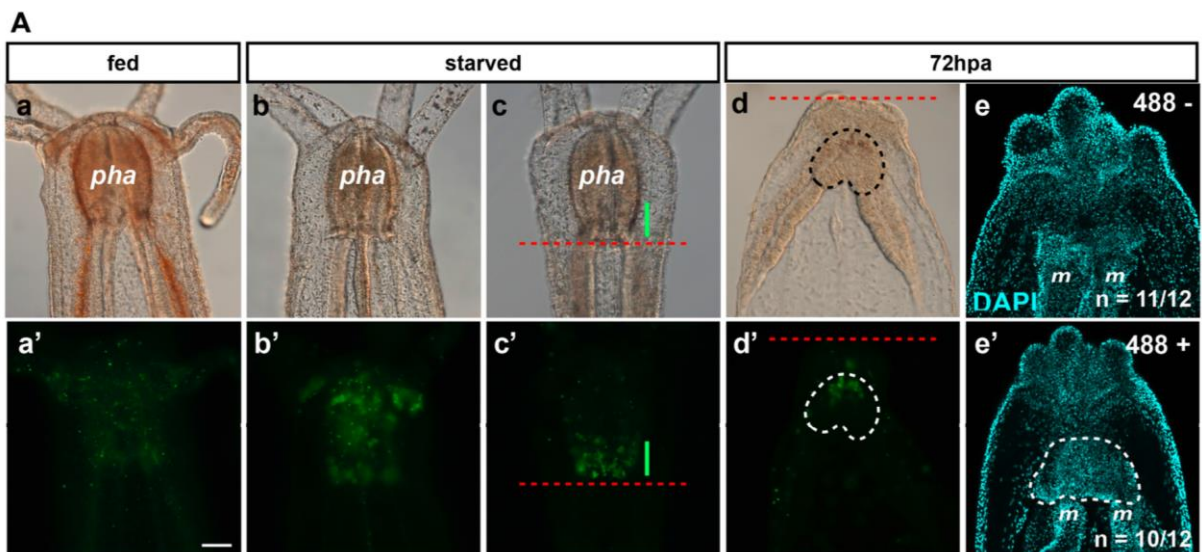 A
fed
starved
72hpa
a
pha
b
pha
c
pha
d
e
488 -
m
m
DAPI
n = 11/12
a’
b’
c’
d’
e’
488 +
m
m
n = 10/12